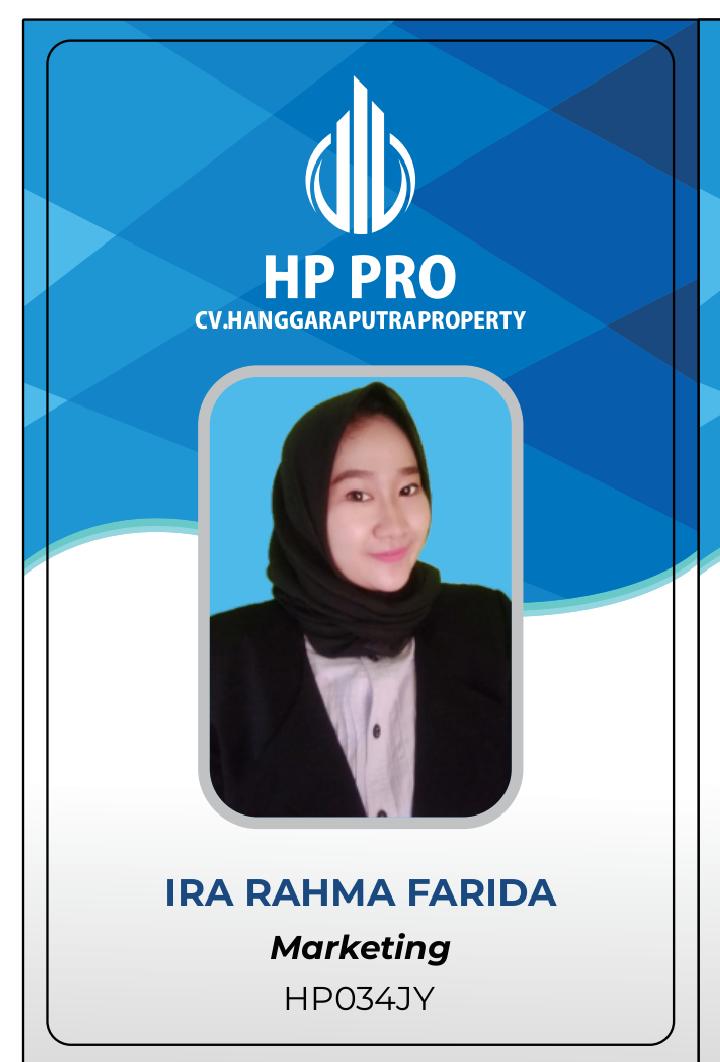 HP PRO
CV.HANGGARAPUTRAPROPERTY
IRA RAHMA FARIDA
Marketing
HP034JY